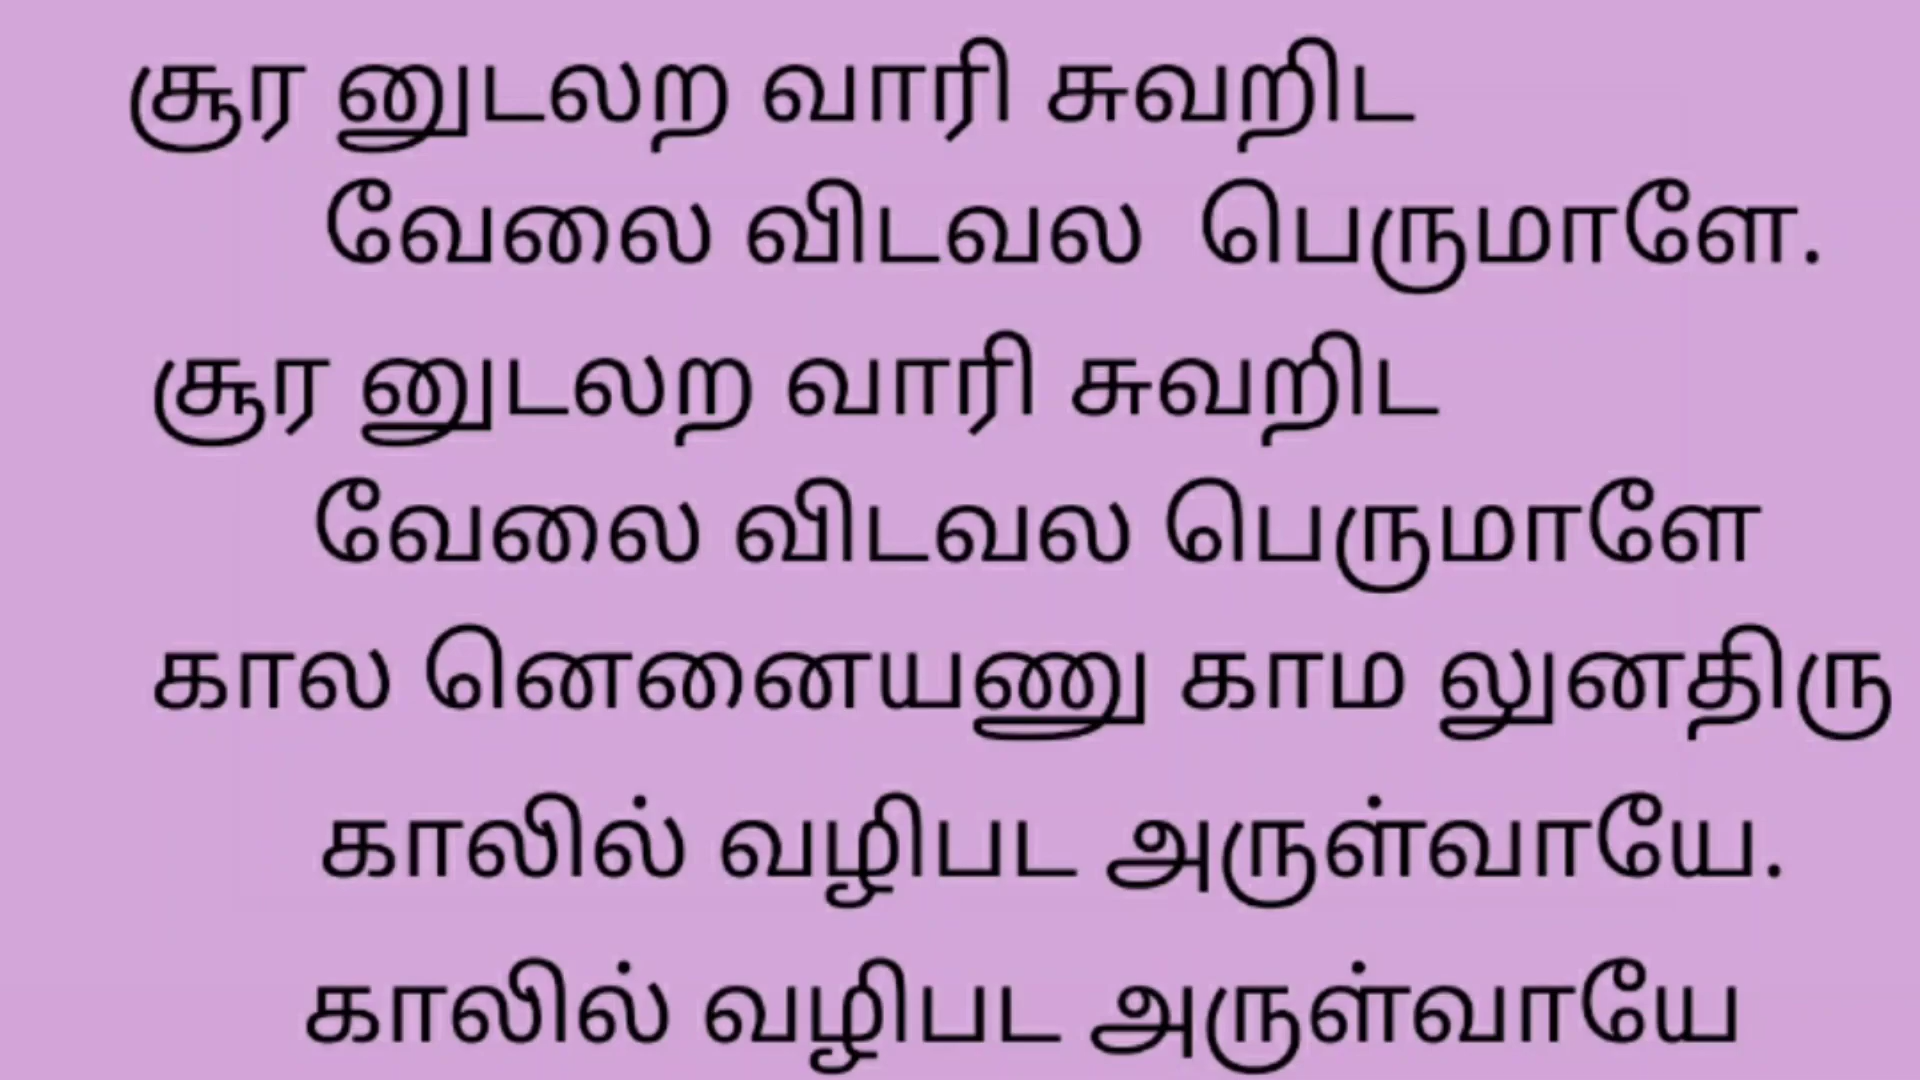 சூர னுடலற வாரி சுவறிட
வேலை விடவல பெருமாளே.
சூர னுடலற வாரி சுவறிட
வேலை விடவல பெருமாளே
கால னெனையணு காம லுனதிரு
காலில் வழிபட அருள்வாயே.
காலில் வழிபட அருள்வாயே